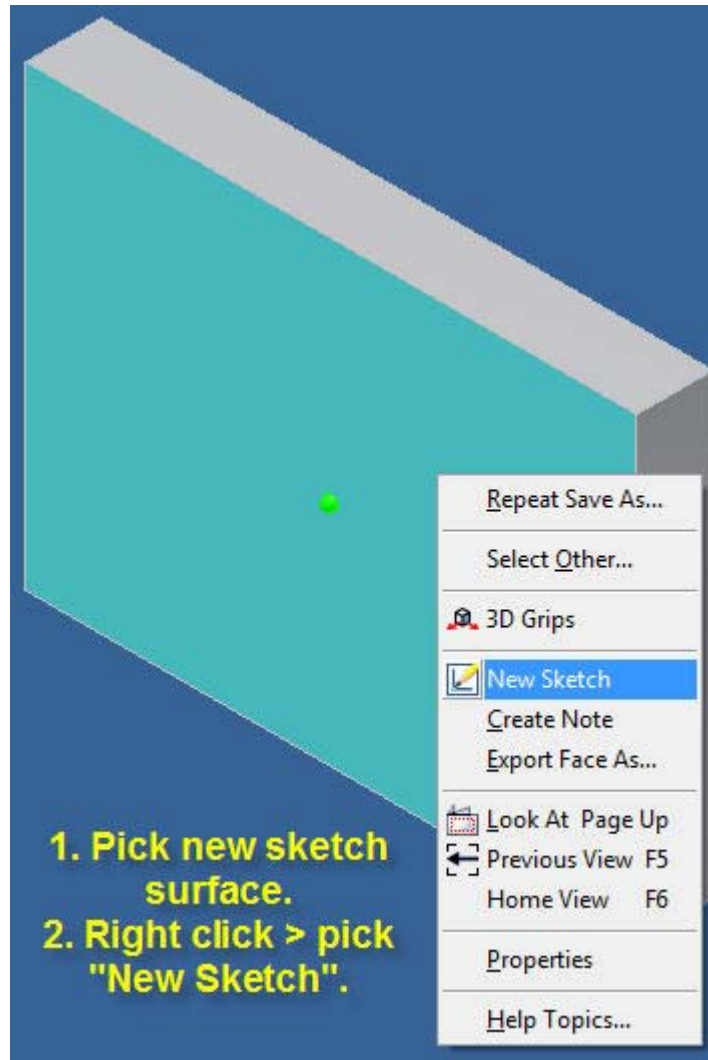 Repeat Save As...
Select Other...
3D Grips
New Sketch
Create Note
Export Face As...
Look At Page Up
Previous View F5
Home View F6
Properties
Help Topics...
1. Pick new sketch
surface.
2. Right click > pick
"New Sketch".